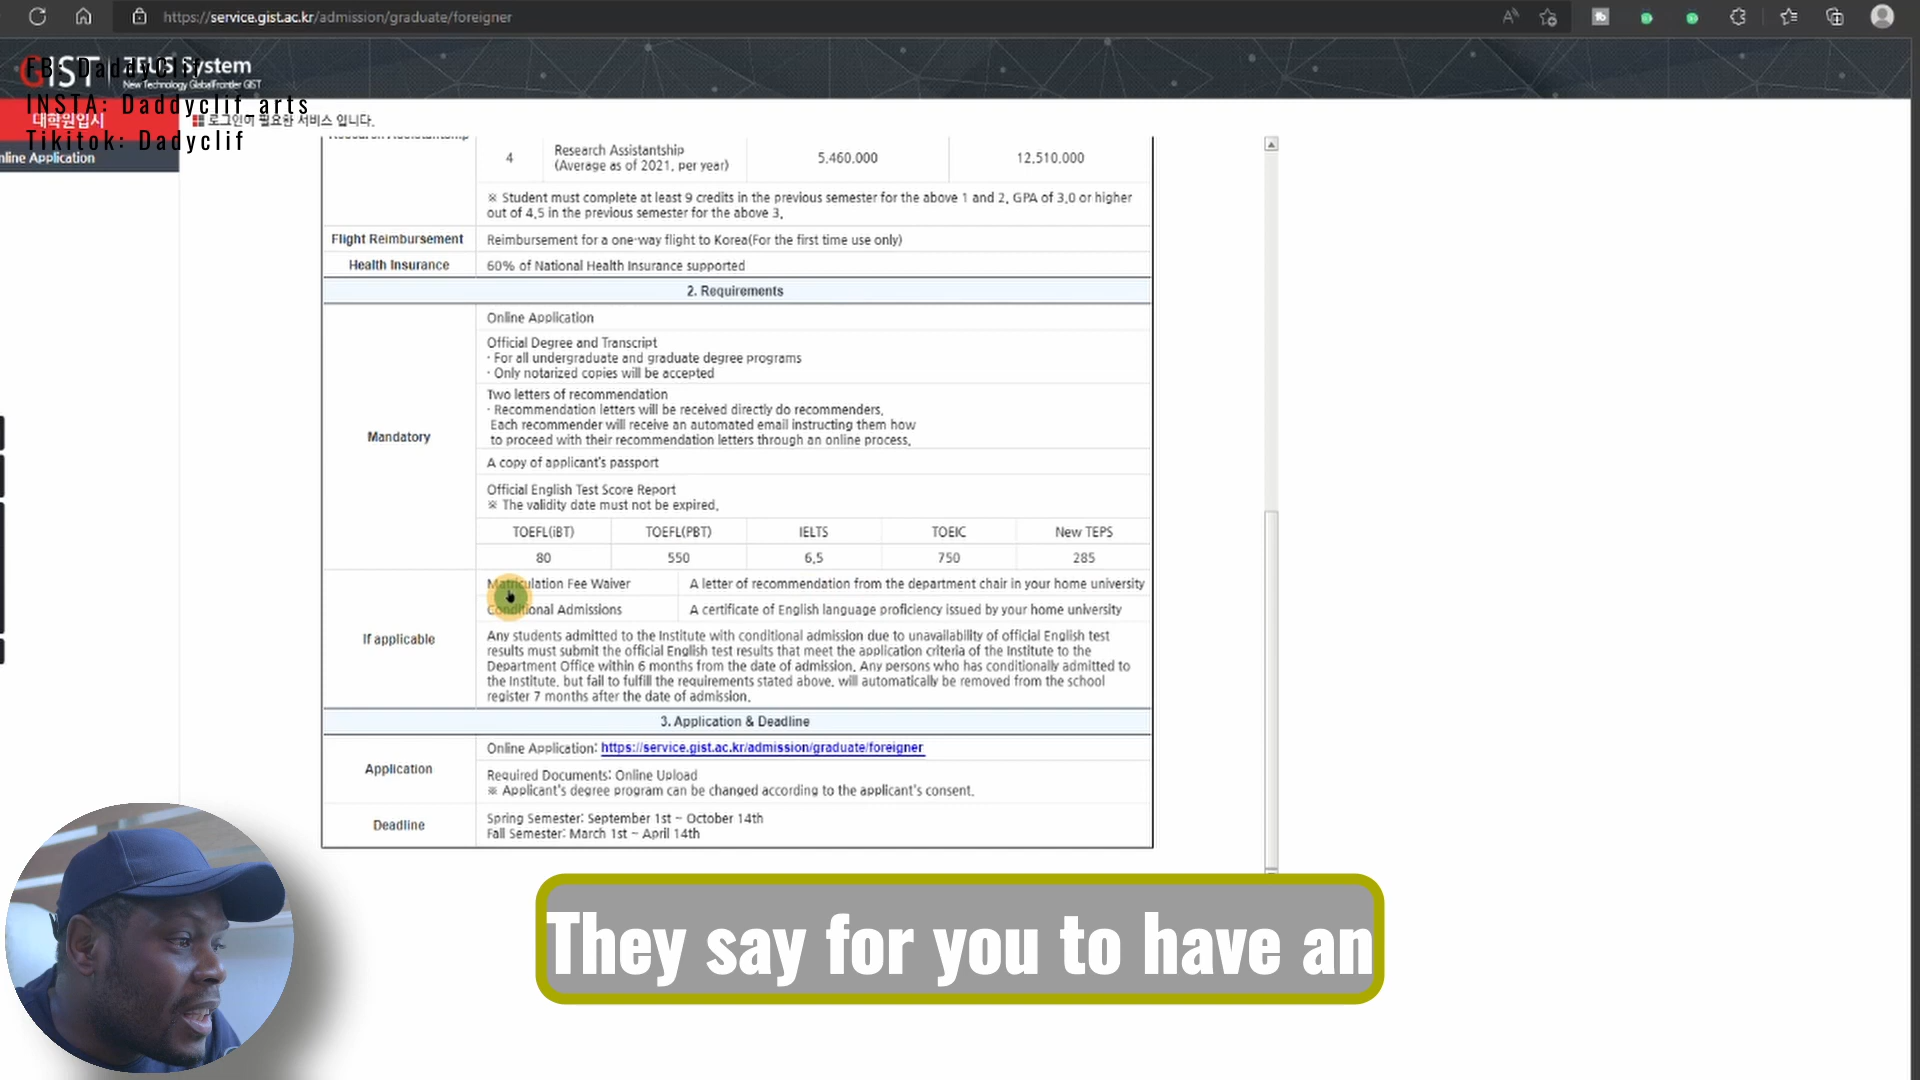 https://service.gist.ac.kr/admission/graduate/foreigner
GIST ZEUS System
New Technology GlobalFrontier GIST
FB: DaddyClif
INSTA: Daddyclif_arts
Tikitok: Dadyclif
대학원입시
로그인이 필요한 서비스 입니다.
nline Application
Research Assistantship
4 Research Assistantship (Average as of 2021, per year) 5,460,000 12,510,000
※ Student must complete at least 9 credits in the previous semester for the above 1 and 2, GPA of 3.0 or higher
out of 4.5 in the previous semester for the above 3.
Flight Reimbursement Reimbursement for a one-way flight to Korea(For the first time use only)
Health Insurance 60% of National Health Insurance supported
2. Requirements
Mandatory
Online Application
Official Degree and Transcript
· For all undergraduate and graduate degree programs
· Only notarized copies will be accepted
Two letters of recommendation
· Recommendation letters will be received directly do recommenders.
Each recommender will receive an automated email instructing them how
to proceed with their recommendation letters through an online process.
A copy of applicant's passport
Official English Test Score Report
※ The validity date must not be expired.
TOEFL(iBT) TOEFL(PBT) IELTS TOEIC New TEPS
80 550 6.5 750 285
If applicable
Matriculation Fee Waiver A letter of recommendation from the department chair in your home university
Conditional Admissions A certificate of English language proficiency issued by your home university
Any students admitted to the Institute with conditional admission due to unavailability of official English test
results must submit the official English test results that meet the application criteria of the Institute to the
Department Office within 6 months from the date of admission. Any persons who has conditionally admitted to
the Institute, but fail to fulfill the requirements stated above, will automatically be removed from the school
register 7 months after the date of admission.
3. Application & Deadline
Application
Online Application: https://service.gist.ac.kr/admission/graduate/foreigner
Required Documents: Online Upload
※ Applicant's degree program can be changed according to the applicant's consent.
Deadline
Spring Semester: September 1st ~ October 14th
Fall Semester: March 1st ~ April 14th
They say for you to have an